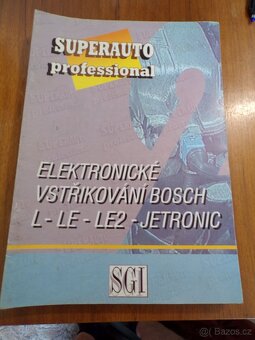 SUPERAUTO
professional
ELEKTRONICKÉ
VSTŘIKOVÁNÍ BOSCH
L - LE - LE2 - JETRONIC
SGI
Bazos.cz